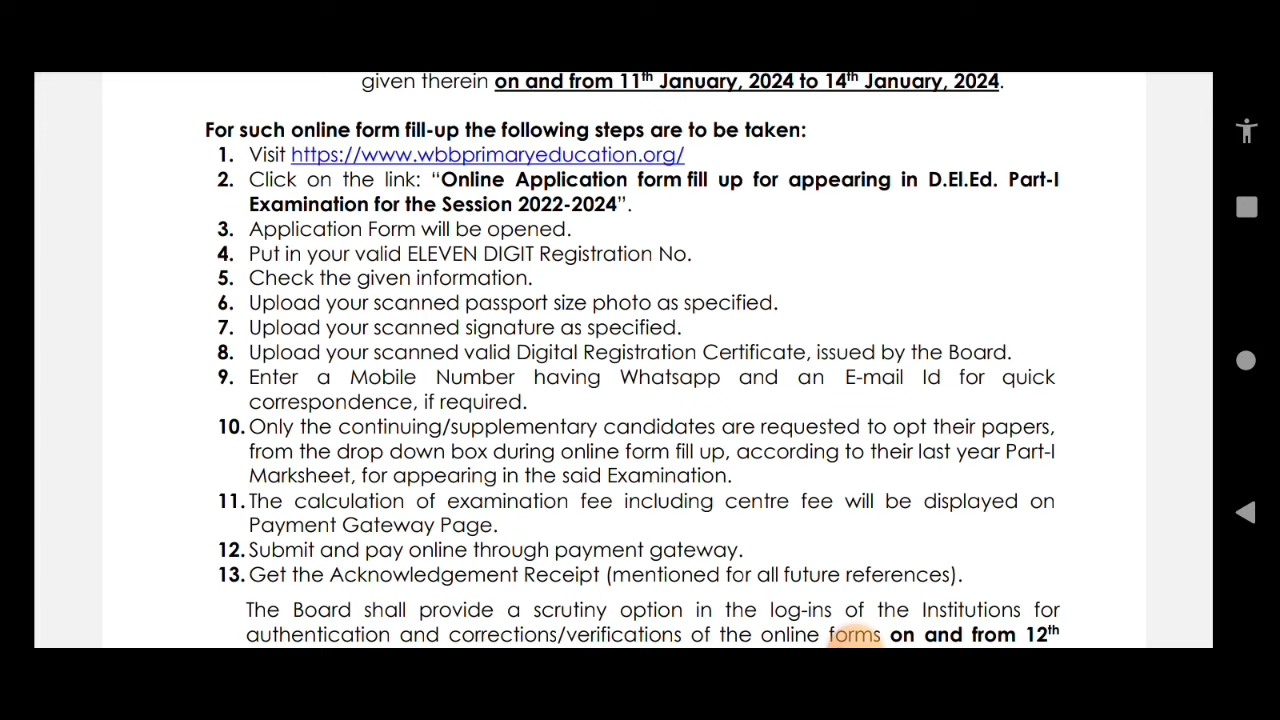 given therein on and from 11th January, 2024 to 14th January, 2024.
For such online form fill-up the following steps are to be taken:
1. Visit https://www.wbbprimaryeducation.org/
2. Click on the link: “Online Application form fill up for appearing in D.El.Ed. Part-I
Examination for the Session 2022-2024”.
3. Application Form will be opened.
4. Put in your valid ELEVEN DIGIT Registration No.
5. Check the given information.
6. Upload your scanned passport size photo as specified.
7. Upload your scanned signature as specified.
8. Upload your scanned valid Digital Registration Certificate, issued by the Board.
9. Enter a Mobile Number having Whatsapp and an E-mail Id for quick
correspondence, if required.
10. Only the continuing/supplementary candidates are requested to opt their papers,
from the drop down box during online form fill up, according to their last year Part-I
Marksheet, for appearing in the said Examination.
11. The calculation of examination fee including centre fee will be displayed on
Payment Gateway Page.
12. Submit and pay online through payment gateway.
13. Get the Acknowledgement Receipt (mentioned for all future references).
The Board shall provide a scrutiny option in the log-ins of the Institutions for
authentication and corrections/verifications of the online forms on and from 12th